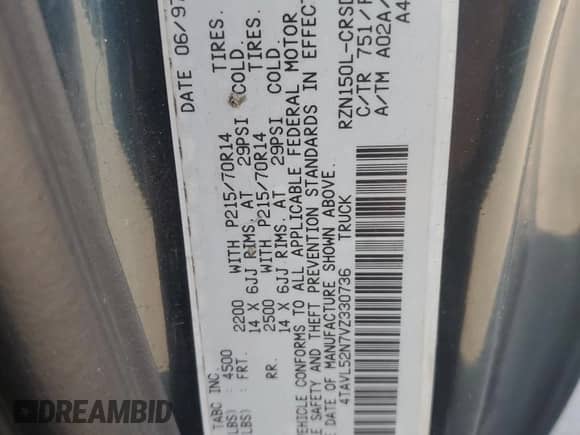 TABC INC. DATE 06/97
LBS) : 4500
LBS) : FRT. 2200 WITH P215/70R14 TIRES.
14 X 6JJ RIMS. AT 29PSI COLD.
RR. 2500 WITH P215/70R14 TIRES.
14 X 6JJ RIMS. AT 29PSI COLD.
VEHICLE CONFORMS TO ALL APPLICABLE FEDERAL MOTOR
E SAFETY AND THEFT PREVENTION STANDARDS IN EFFECT
E DATE OF MANUFACTURE SHOWN ABOVE.
4TAVL52N7VZ330736 TRUCK
RZN150L-CRSD
C/TR 751/F
A/TM A02A/
A4
BIDHISTORY